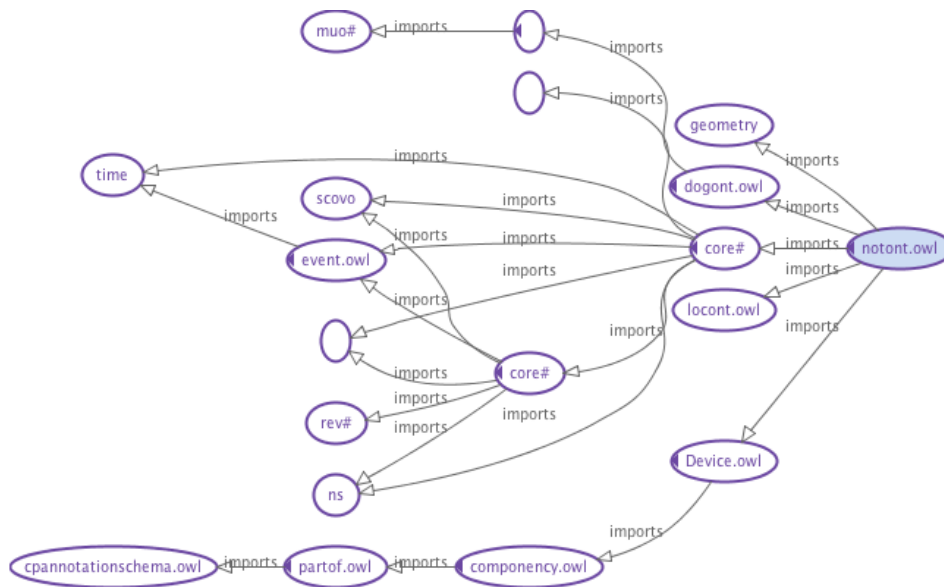 muo#
imports
imports
imports
geometry
imports
imports
time
dogont.owl
scovo
imports
imports
imports
event.owl
imports
core#
imports
notont.owl
imports
imports
imports
locont.owl
imports
imports
imports
core#
imports
imports
rev#
imports
imports
Device.owl
ns
imports
cpannotationschema.owl
imports
partof.owl
imports
componency.owl